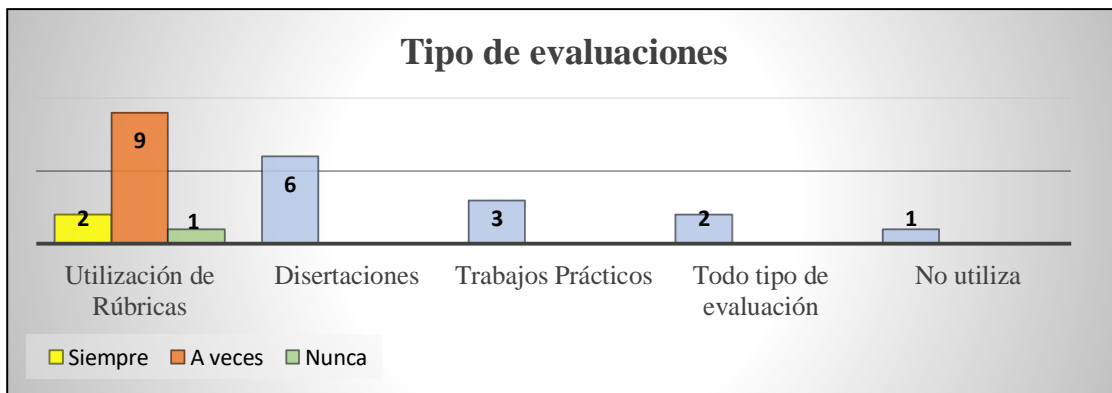 Tipo de evaluaciones
9
6
2
1
3
2
1
Utilización de
Rúbricas
Disertaciones
Trabajos Prácticos
Todo tipo de
evaluación
No utiliza
Siempre
A veces
Nunca